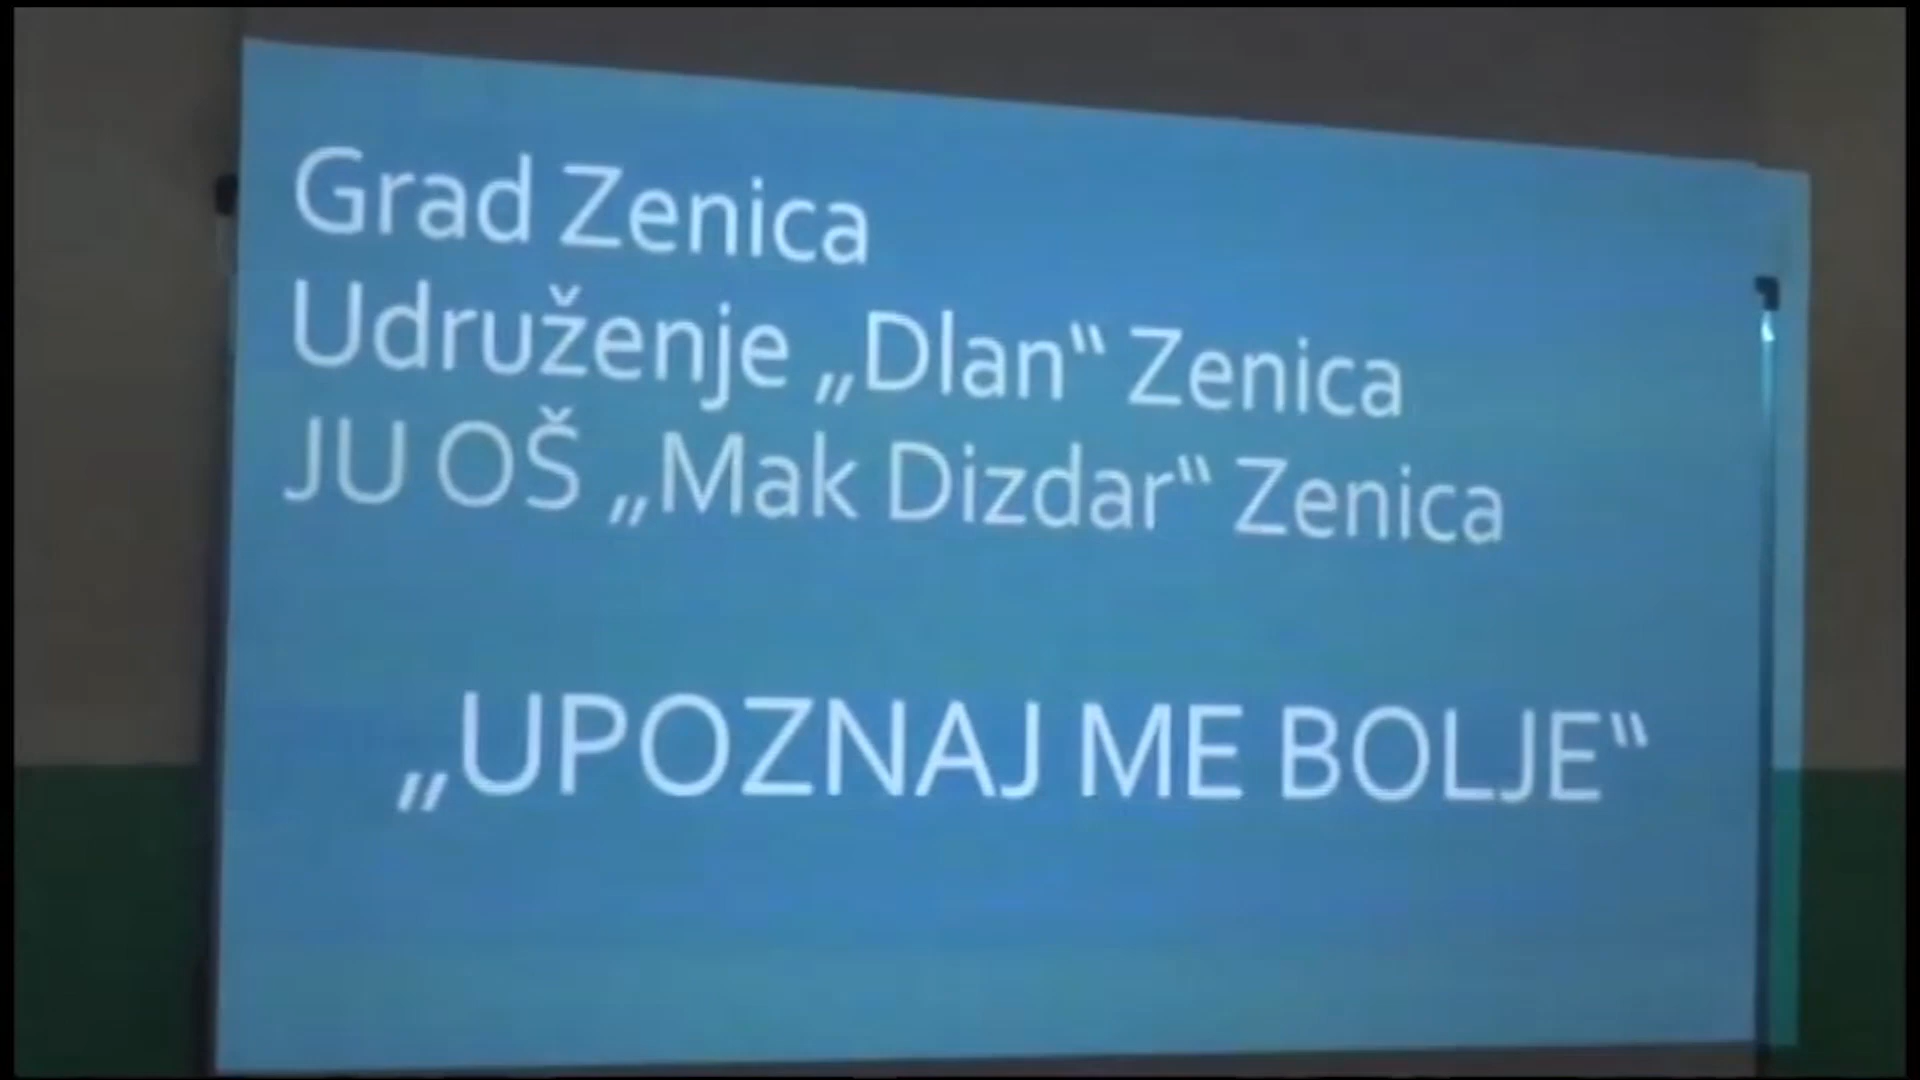 Grad Zenica
Udruženje „Dlan“ Zenica
JU OŠ „Mak Dizdar“ Zenica
„UPOZNAJ ME BOLJE“